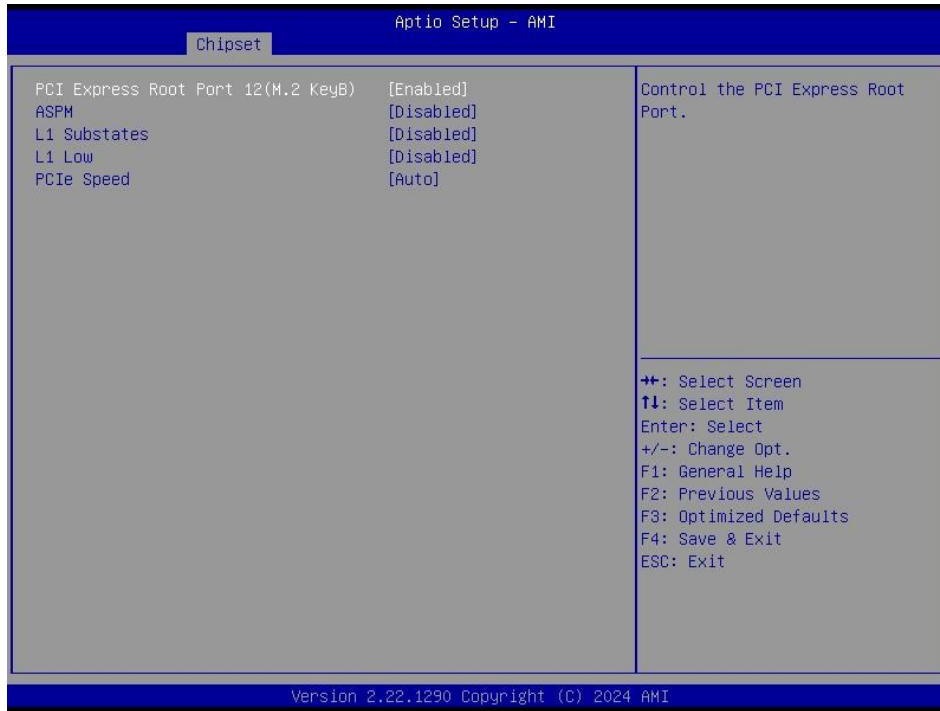 Aptio Setup – AMI
Chipset
PCI Express Root Port 12(M.2 KeyB) [Enabled]
ASPM [Disabled]
L1 Substates [Disabled]
L1 Low [Disabled]
PCIe Speed [Auto]
Control the PCI Express Root
Port.
→←: Select Screen
↑↓: Select Item
Enter: Select
+/-: Change Opt.
F1: General Help
F2: Previous Values
F3: Optimized Defaults
F4: Save & Exit
ESC: Exit
Version 2.22.1290 Copyright (C) 2024 AMI